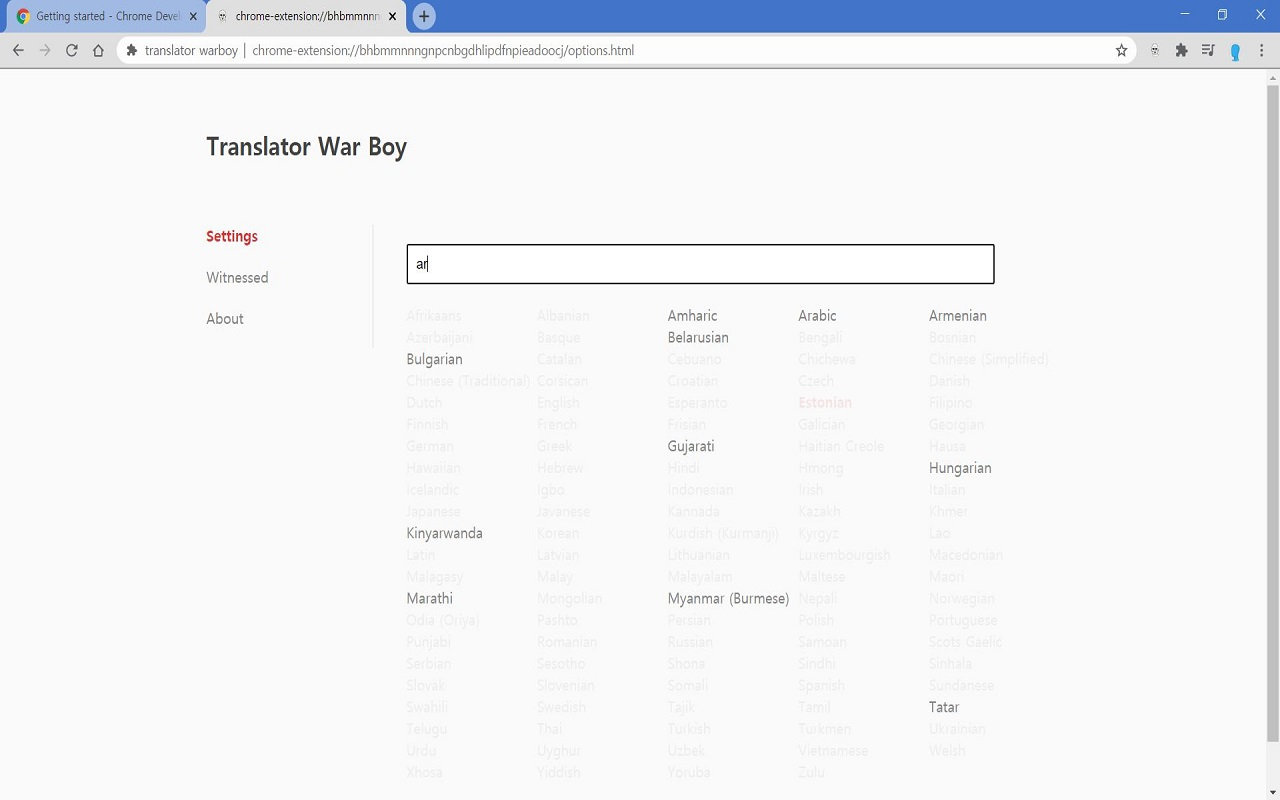 Getting started - Chrome Devel
chrome-extension://bhbmmnnn
translator warboy | chrome-extension://bhbmmnnngnpcnbgdhlipdfnpieadoocj/options.html
Translator War Boy
Settings
Witnessed
About
ar
Afrikaans Albanian Amharic Arabic Armenian
Azerbaijani Basque Belarusian Bengali Bosnian
Bulgarian Catalan Cebuano Chichewa Chinese (Simplified)
Chinese (Traditional) Corsican Croatian Czech Danish
Dutch English Esperanto Estonian Filipino
Finnish French Frisian Galician Georgian
German Greek Gujarati Haitian Creole Hausa
Hawaiian Hebrew Hindi Hmong Hungarian
Icelandic Igbo Indonesian Irish Italian
Japanese Javanese Kannada Kazakh Khmer
Kinyarwanda Korean Kurdish (Kurmanji) Kyrgyz Lao
Latin Latvian Lithuanian Luxembourgish Macedonian
Malagasy Malay Malayalam Maltese Maori
Marathi Mongolian Myanmar (Burmese) Nepali Norwegian
Odia (Oriya) Pashto Persian Polish Portuguese
Punjabi Romanian Russian Samoan Scots Gaelic
Serbian Sesotho Shona Sindhi Sinhala
Slovak Slovenian Somali Spanish Sundanese
Swahili Swedish Tajik Tamil Tatar
Telugu Thai Turkish Turkmen Ukrainian
Urdu Uyghur Uzbek Vietnamese Welsh
Xhosa Yiddish Yoruba Zulu